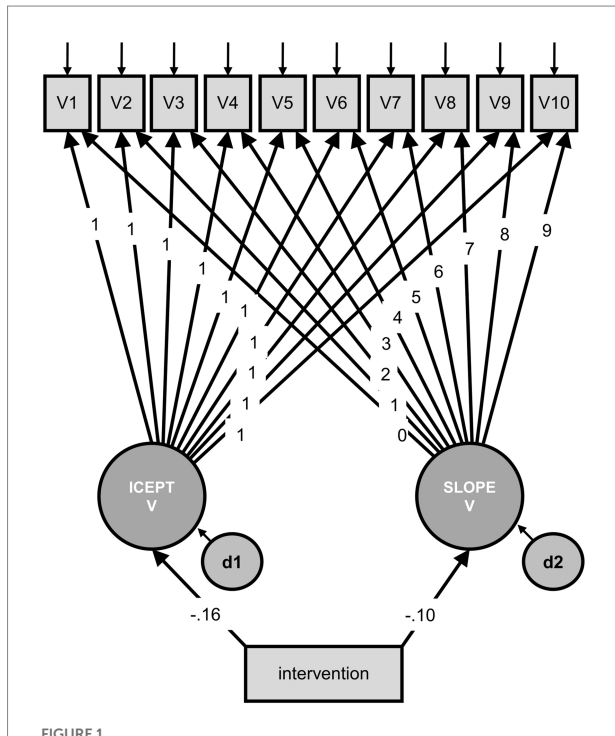 V1 V2 V3 V4 V5 V6 V7 V8 V9 V10
1 1 1 1 1 1 1 1 1 1
0 1 2 3 4 5 6 7 8 9
ICEPT
V
SLOPE
V
d1
d2
-.16
-.10
intervention
FIGURE 1